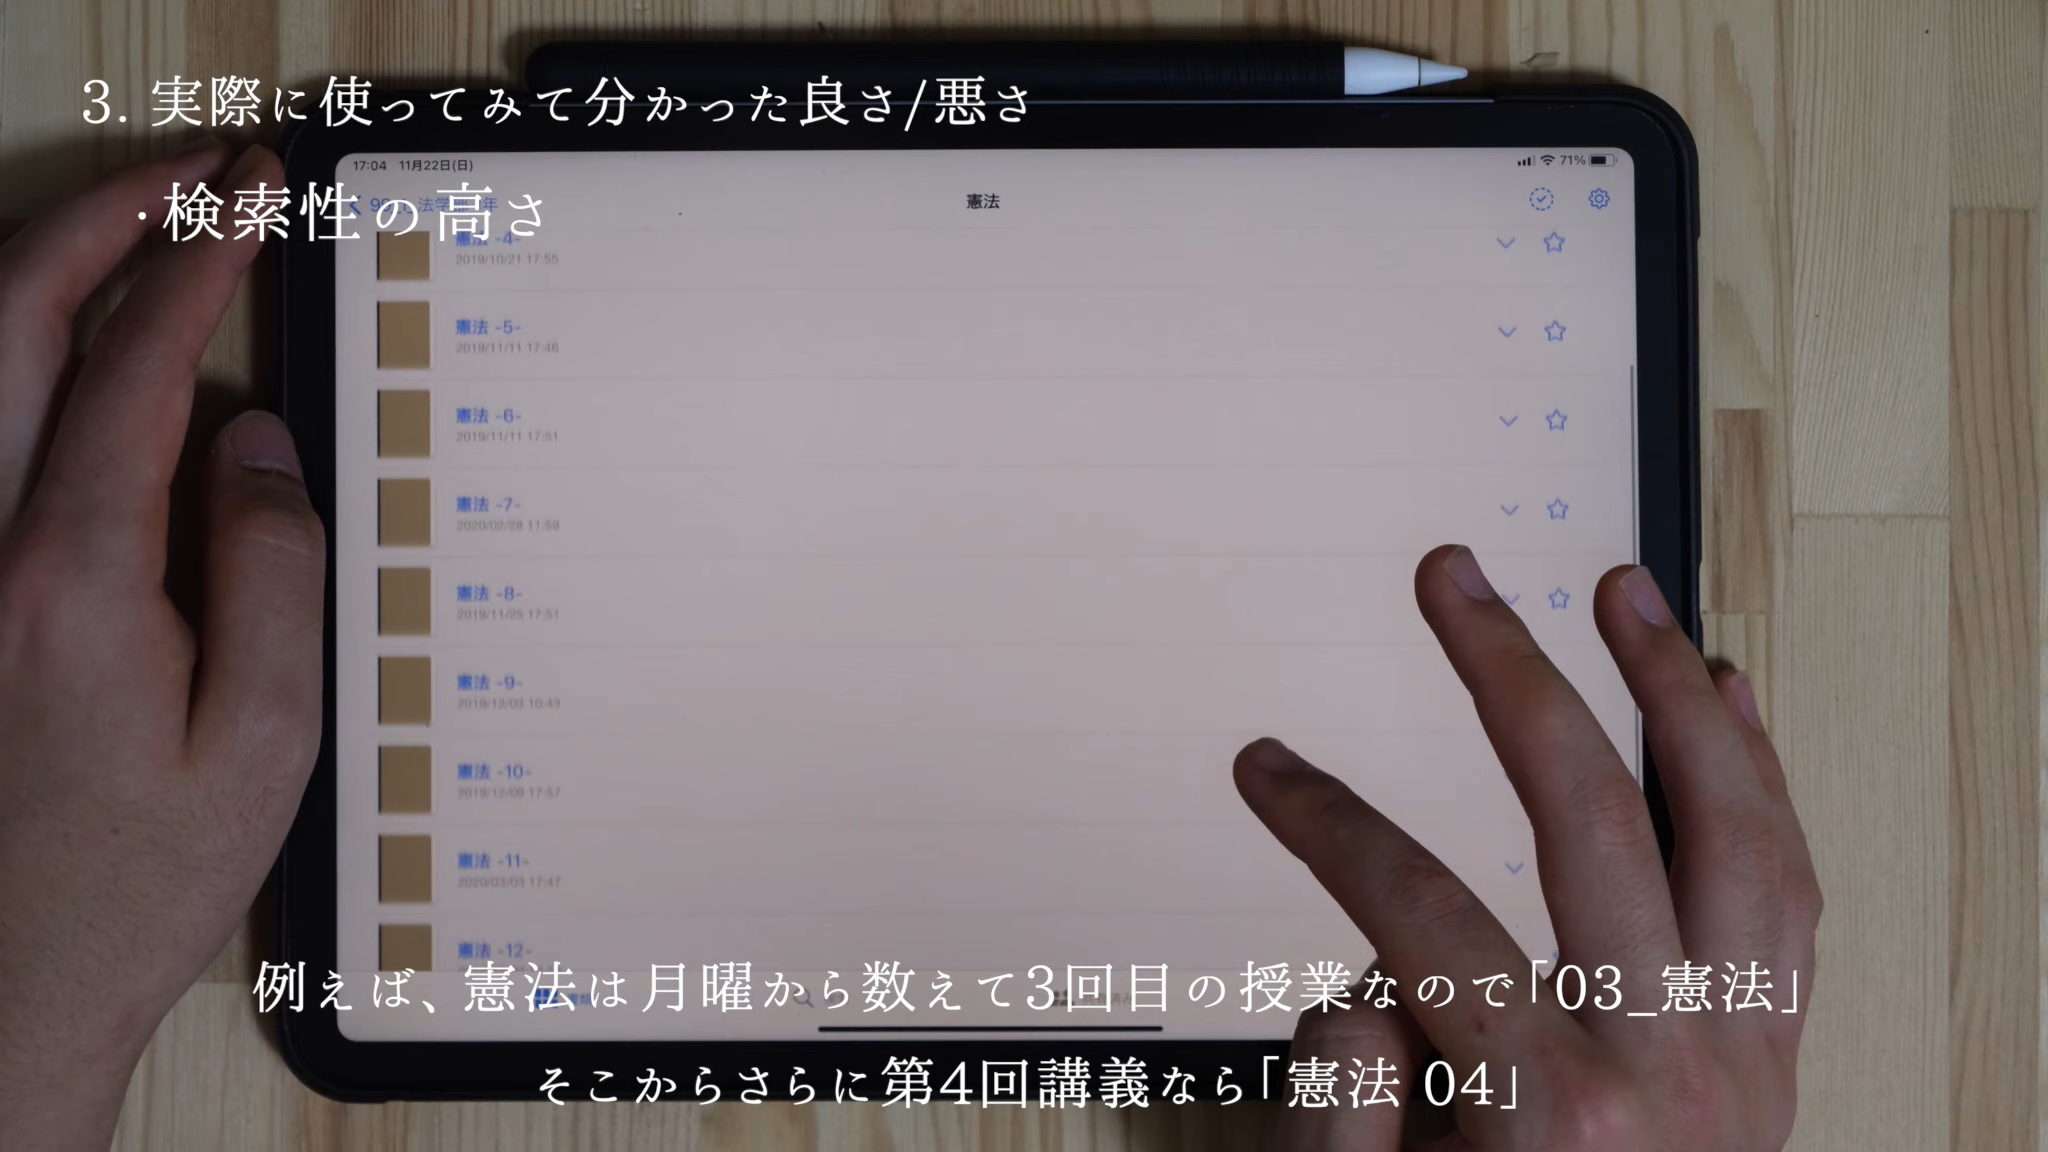 3. 実際に使ってみて分かった良さ/悪さ
17:04 11月22日(日)
71%
・検索性の高さ
憲法
憲法 -4-
2019/10/21 17:55
憲法 -5-
2019/11/11 17:46
憲法 -6-
2019/11/11 17:51
憲法 -7-
2020/02/28 11:59
憲法 -8-
2019/11/25 17:51
憲法 -9-
2019/12/03 10:43
憲法 -10-
2019/12/09 17:57
憲法 -11-
2020/03/03 17:47
憲法 -12-
例えば、憲法は月曜から数えて3回目の授業なので「03_憲法」
そこからさらに第4回講義なら「憲法 04」